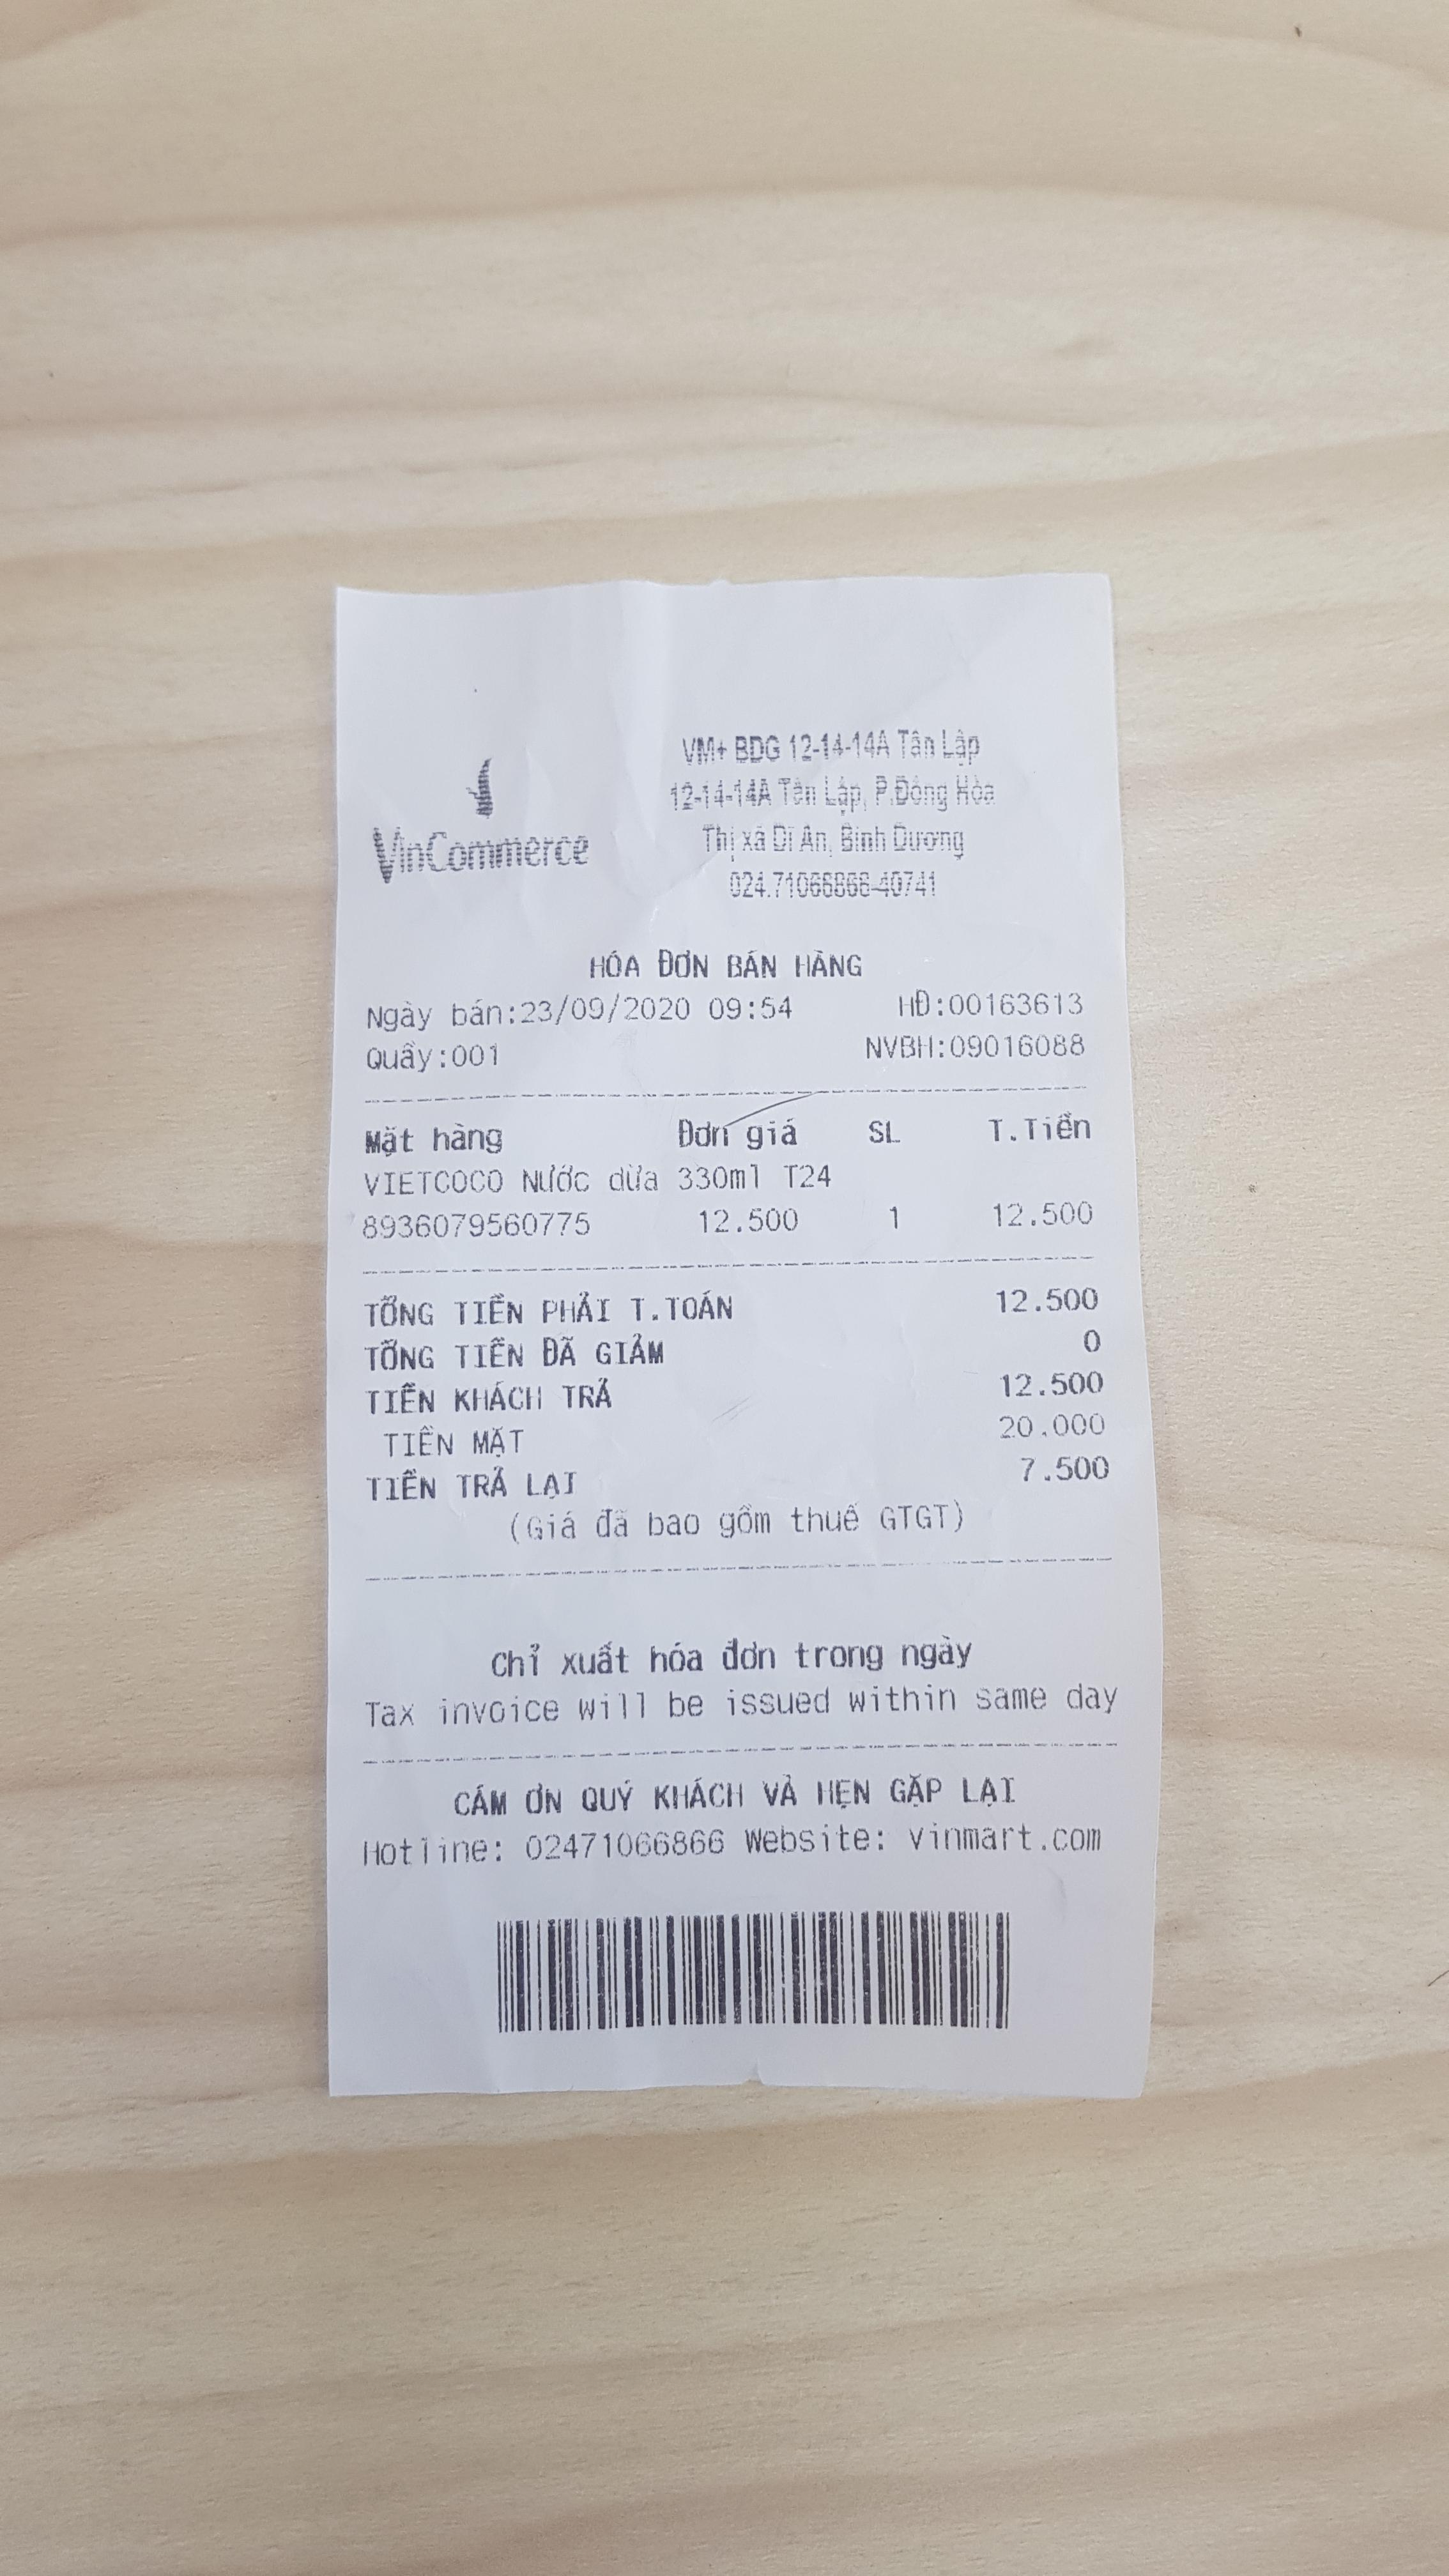 VinCommerce
VM+ BDG 12-14-14A Tân Lập
12-14-14A Tân Lập, P.Đông Hòa
Thị xã Dĩ An, Bình Dương
024.71066866-40741
HÓA ĐƠN BÁN HÀNG
Ngày bán:23/09/2020 09:54 HĐ:00163613
Quầy:001 NVBH:09016088
Mặt hàng Đơn giá SL T.Tiền
VIETCOCO Nước dừa 330ml T24
8936079560775 12.500 1 12.500
TỔNG TIỀN PHẢI T.TOÁN 12.500
TỔNG TIỀN ĐÃ GIẢM 0
TIỀN KHÁCH TRẢ 12.500
TIỀN MẶT 20.000
TIỀN TRẢ LẠI 7.500
(Giá đã bao gồm thuế GTGT)
Chỉ xuất hóa đơn trong ngày
Tax invoice will be issued within same day
CẢM ƠN QUÝ KHÁCH VÀ HẸN GẶP LẠI
Hotline: 02471066866 Website: vinmart.com